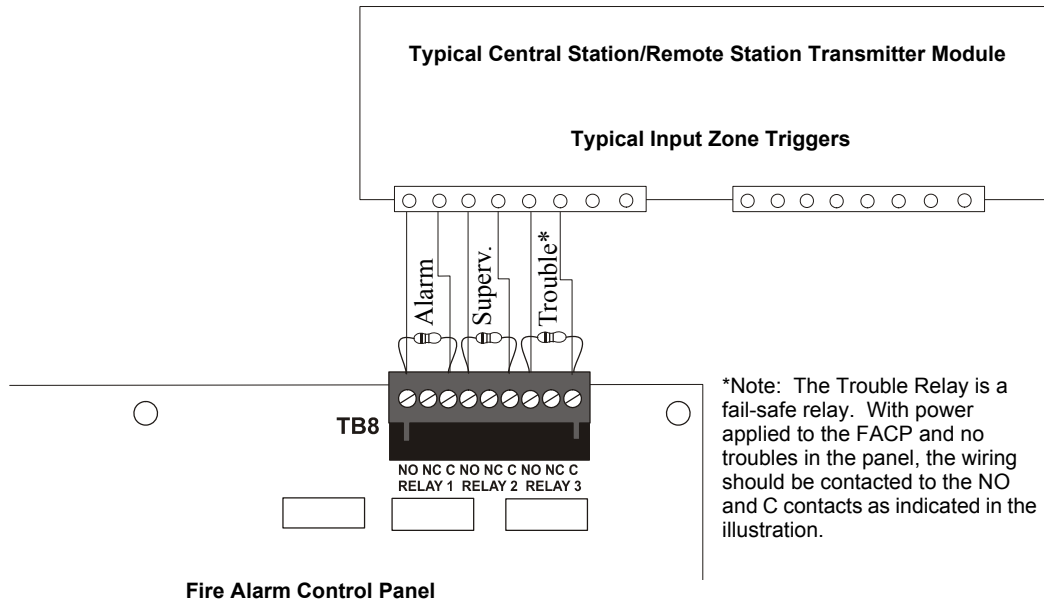 Typical Central Station/Remote Station Transmitter Module
Typical Input Zone Triggers
Alarm
Superv.
Trouble*
TB8
NO NC C NO NC C NO NC C
RELAY 1 RELAY 2 RELAY 3
*Note: The Trouble Relay is a
fail-safe relay. With power
applied to the FACP and no
troubles in the panel, the wiring
should be contacted to the NO
and C contacts as indicated in the
illustration.
Fire Alarm Control Panel